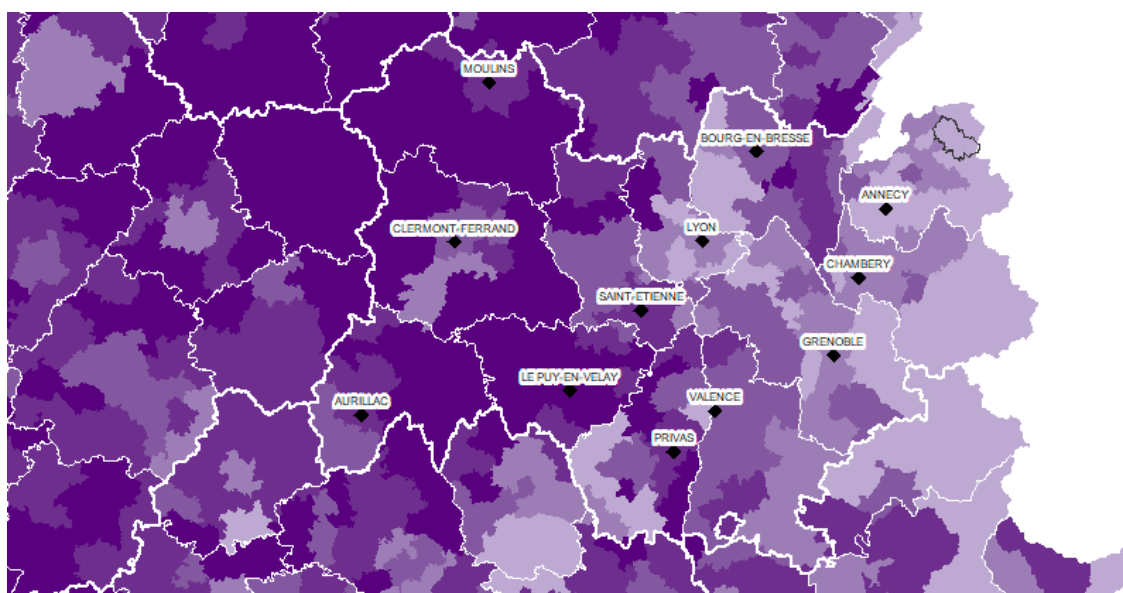 MOULINS
BOURG-EN-BRESSE
ANNECY
CLERMONT-FERRAND
LYON
CHAMBERY
SAINT-ETIENNE
GRENOBLE
LE PUY-EN-VELAY
AURILLAC
VALENCE
PRIVAS